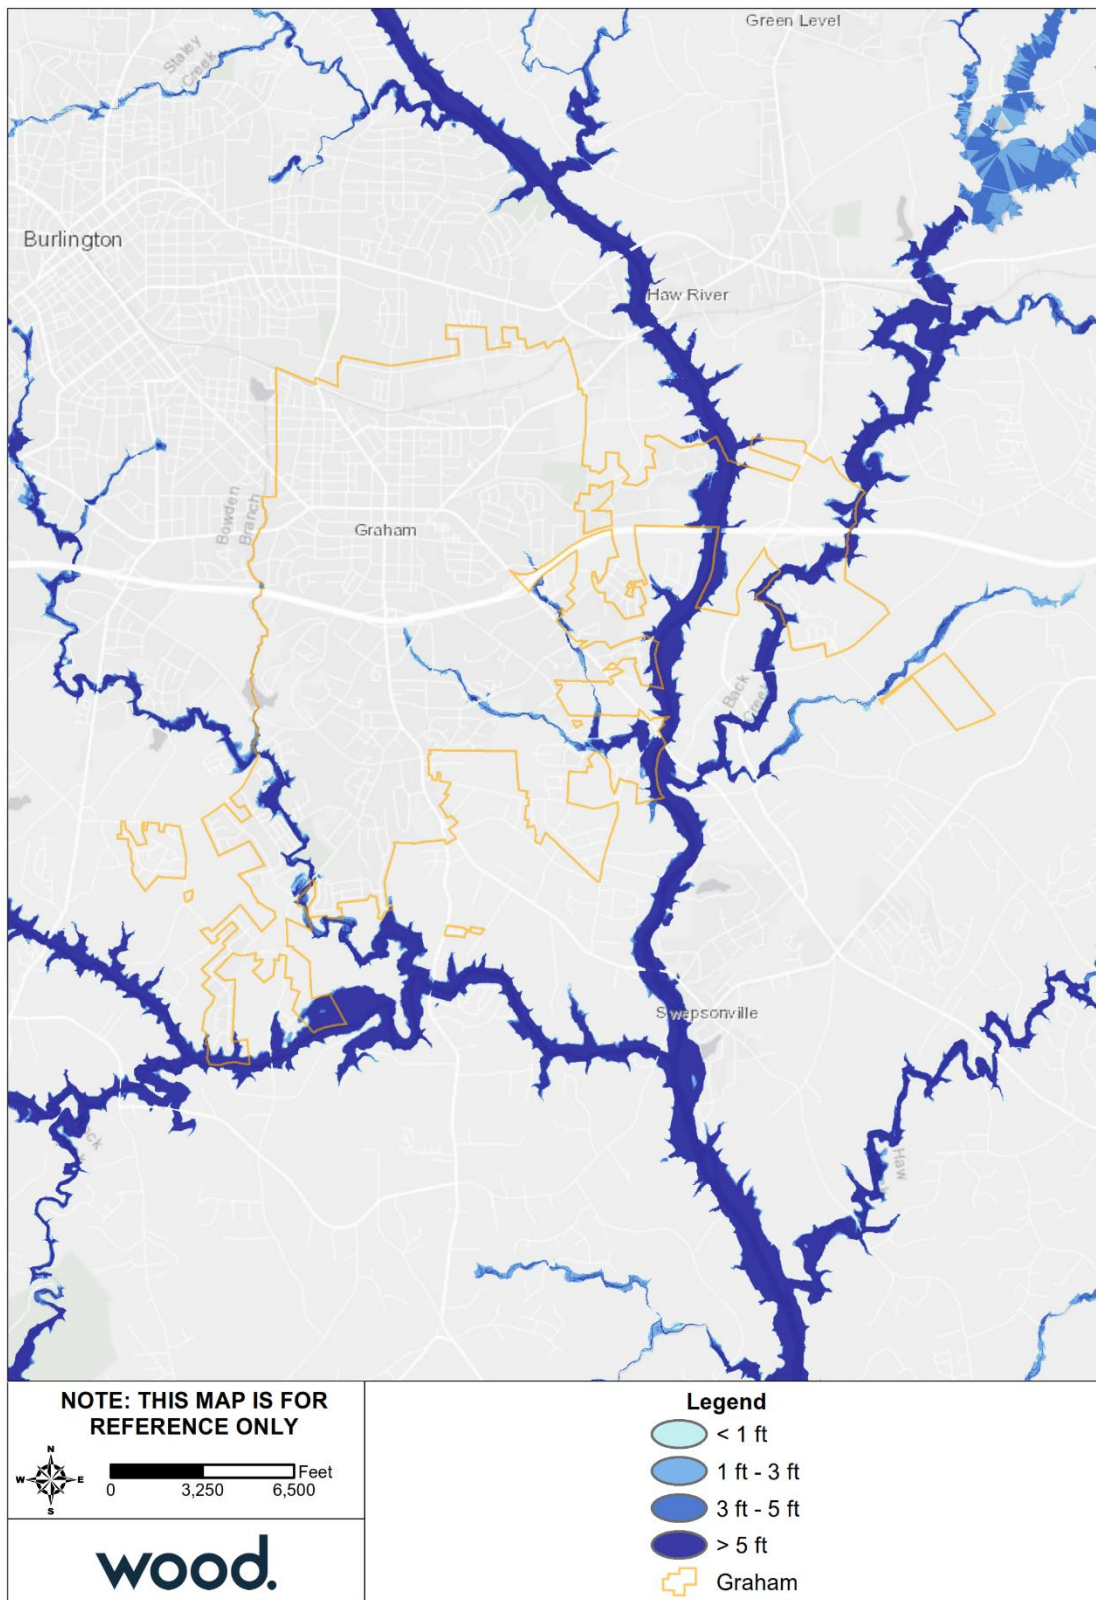 Green Level
Staley
Creek
Burlington
Haw River
Bowden
Branch
Graham
Back
Creek
Swepsonville
Haw
NOTE: THIS MAP IS FOR
REFERENCE ONLY
N
W E
S
Feet
0 3,250 6,500
wood.
Legend
< 1 ft
1 ft - 3 ft
3 ft - 5 ft
> 5 ft
Graham